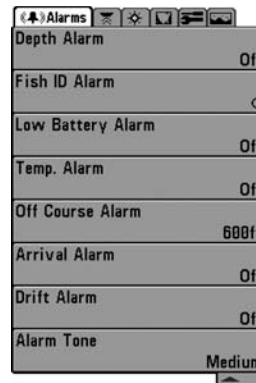 Alarms
Depth Alarm
Of
Fish ID Alarm
Low Battery Alarm
Of
Temp. Alarm
Of
Off Course Alarm
600f
Arrival Alarm
Of
Drift Alarm
Of
Alarm Tone
Medium